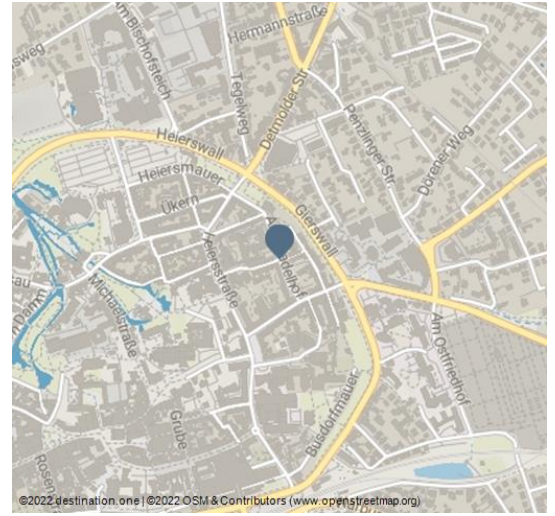 Hermannstraße
Am Bischofsteich
Tegelweg
Detmolder Str
Penzlinger Str
Dörener Weg
Heierswall
Heiersmauer
Ükern
Gierswall
Heiersstraße
Michaelstraße
Am Ostfriedhof
Busdorfmauer
Grube
©2022 destination.one | ©2022 OSM & Contributors (www.openstreetmap.org)